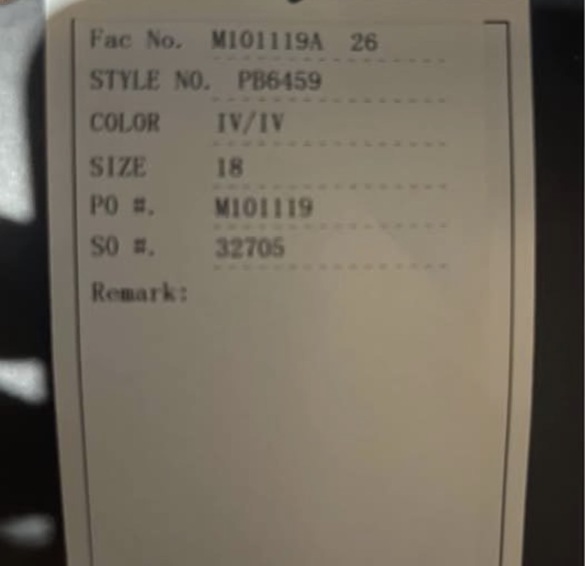 Fac No. M101119A 26
STYLE NO. PB6459
COLOR IV/IV
SIZE 18
PO #. M101119
SO #. 32705
Remark: